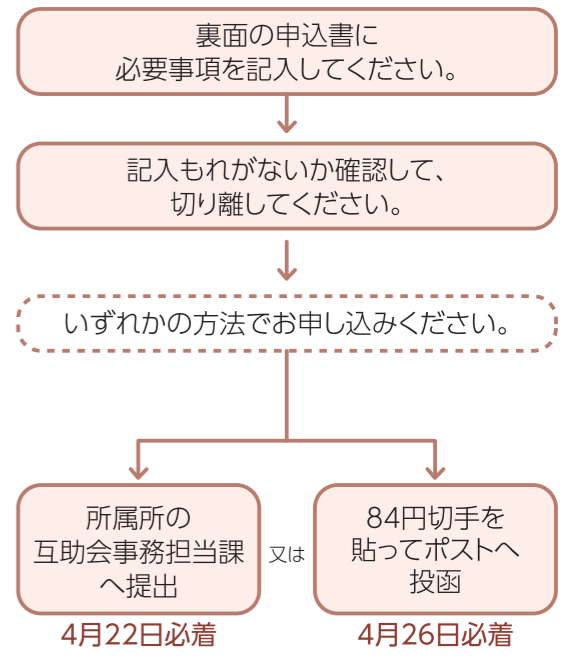 裏面の申込書に
必要事項を記入してください。
記入もれがないか確認して、
切り離してください。
いずれかの方法でお申し込みください。
所属所の
互助会事務担当課
へ提出
4月22日必着
又は
84円切手を
貼ってポストへ
投函
4月26日必着